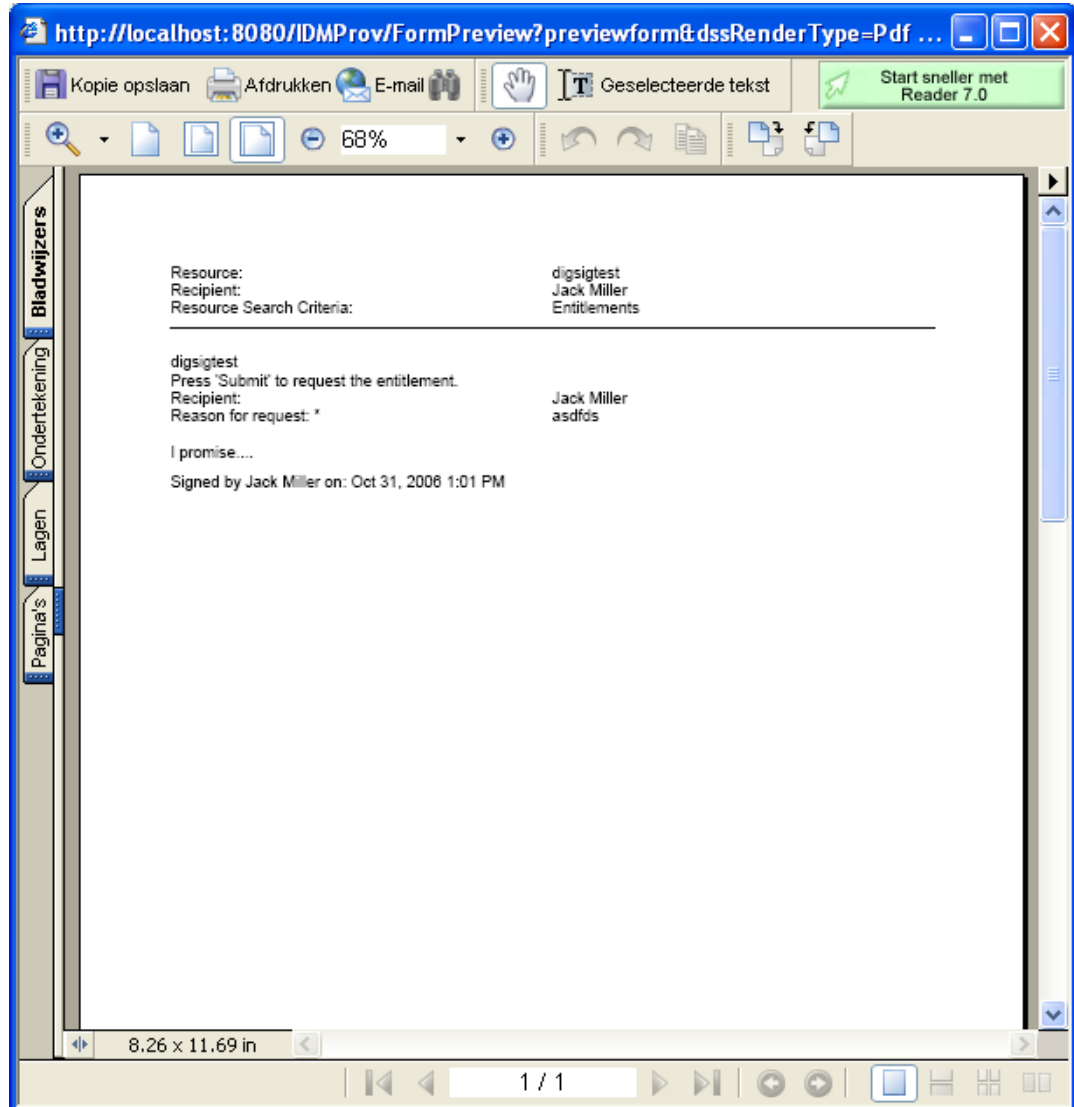 http://localhost:8080/IDMProv/FormPreview?previewform&dssRenderType=Pdf ...
Kopie opslaan Afdrukken E-mail Geselecteerde tekst Start sneller met
Reader 7.0
68%
Bladwijzers
Ondertekening
Lagen
Pagina's
Resource: digsigtest
Recipient: Jack Miller
Resource Search Criteria: Entitlements
digsigtest
Press 'Submit' to request the entitlement.
Recipient: Jack Miller
Reason for request: * asdfds
I promise....
Signed by Jack Miller on: Oct 31, 2006 1:01 PM
8.26 x 11.69 in
1 / 1